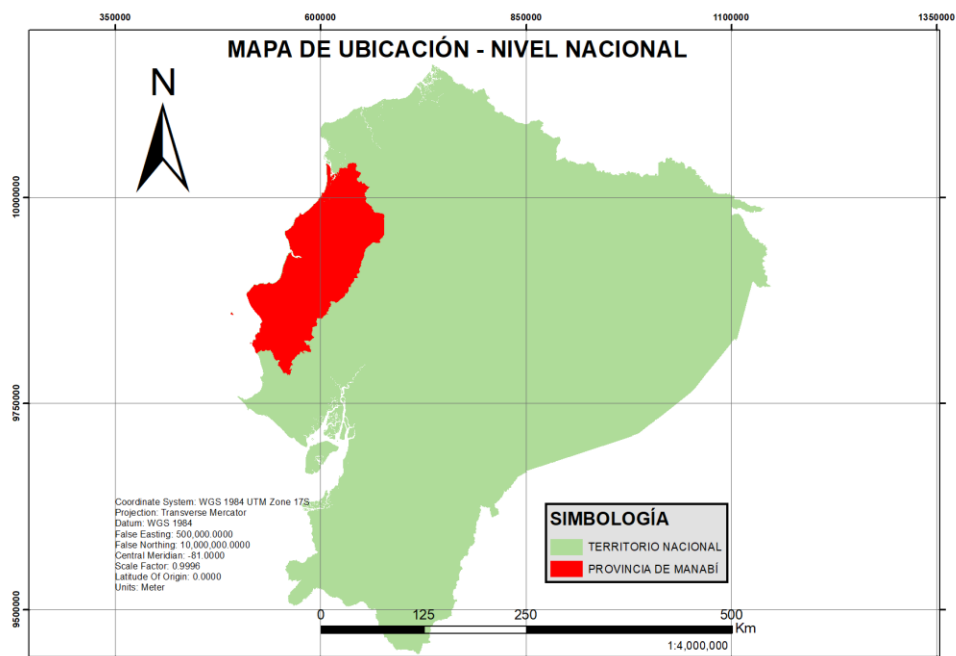 350000 600000 850000 1100000 1350000
MAPA DE UBICACIÓN - NIVEL NACIONAL
N
10000000
9750000
Coordinate System: WGS 1984 UTM Zone 17S
Projection: Transverse Mercator
Datum: WGS 1984
False Easting: 500,000.0000
False Northing: 10,000,000.0000
Central Meridian: -81.0000
Scale Factor: 0.9996
Latitude Of Origin: 0.0000
Units: Meter
SIMBOLOGÍA
TERRITORIO NACIONAL
PROVINCIA DE MANABÍ
9500000
0 125 250 500
Km
1:4,000,000